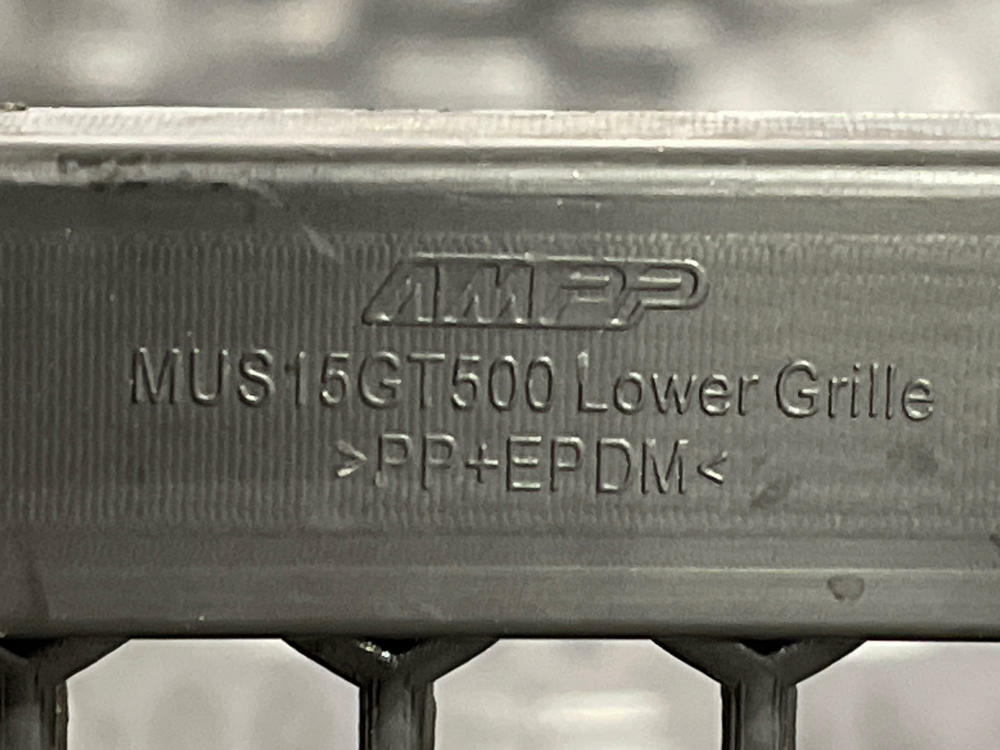 AMPP
MUS15GT500 Lower Grille
>PP+EPDM<